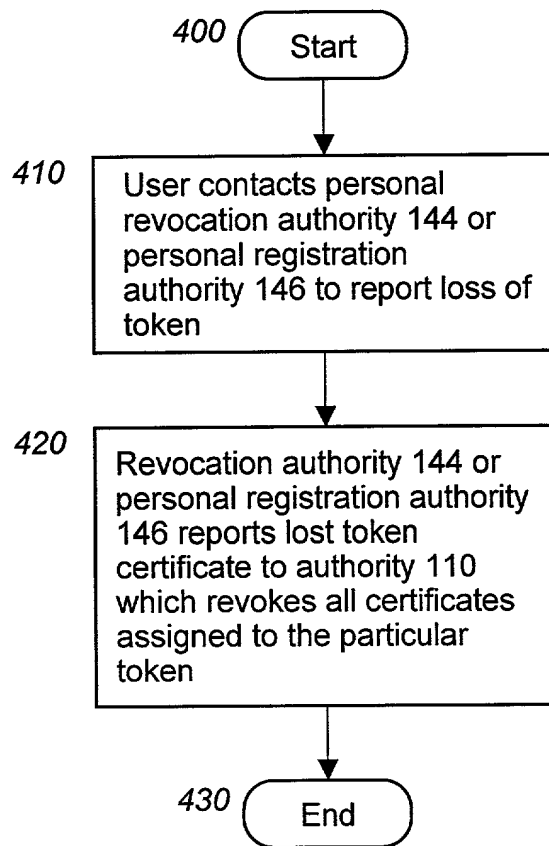 400
Start
410
User contacts personal
revocation authority 144 or
personal registration
authority 146 to report loss of
token
420
Revocation authority 144 or
personal registration authority
146 reports lost token
certificate to authority 110
which revokes all certificates
assigned to the particular
token
430
End